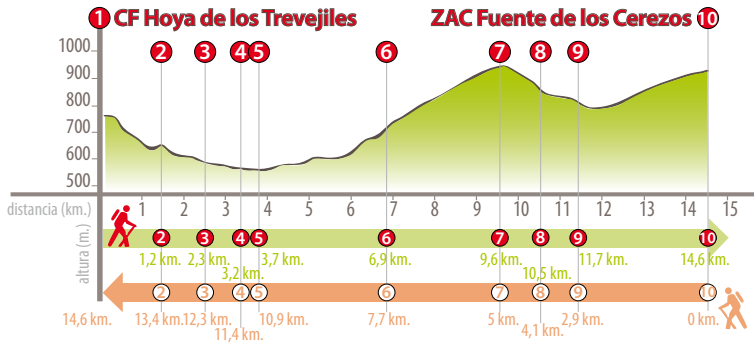 1 CF Hoya de los Trevejiles ZAC Fuente de los Cerezos 10
2 3 4 5 6 7 8 9
1000
900
800
700
600
500
distancia (km.) 1 2 3 4 5 6 7 8 9 10 11 12 13 14 15
altura (m.)
2 3 4 5 6 7 8 9 10
1,2 km. 2,3 km. 3,7 km. 6,9 km. 9,6 km. 11,7 km. 14,6 km.
3,2 km. 10,5 km.
2 3 4 5 6 7 8 9 10
14,6 km. 13,4 km. 12,3 km. 10,9 km. 7,7 km. 5 km. 2,9 km. 0 km.
11,4 km. 4,1 km.